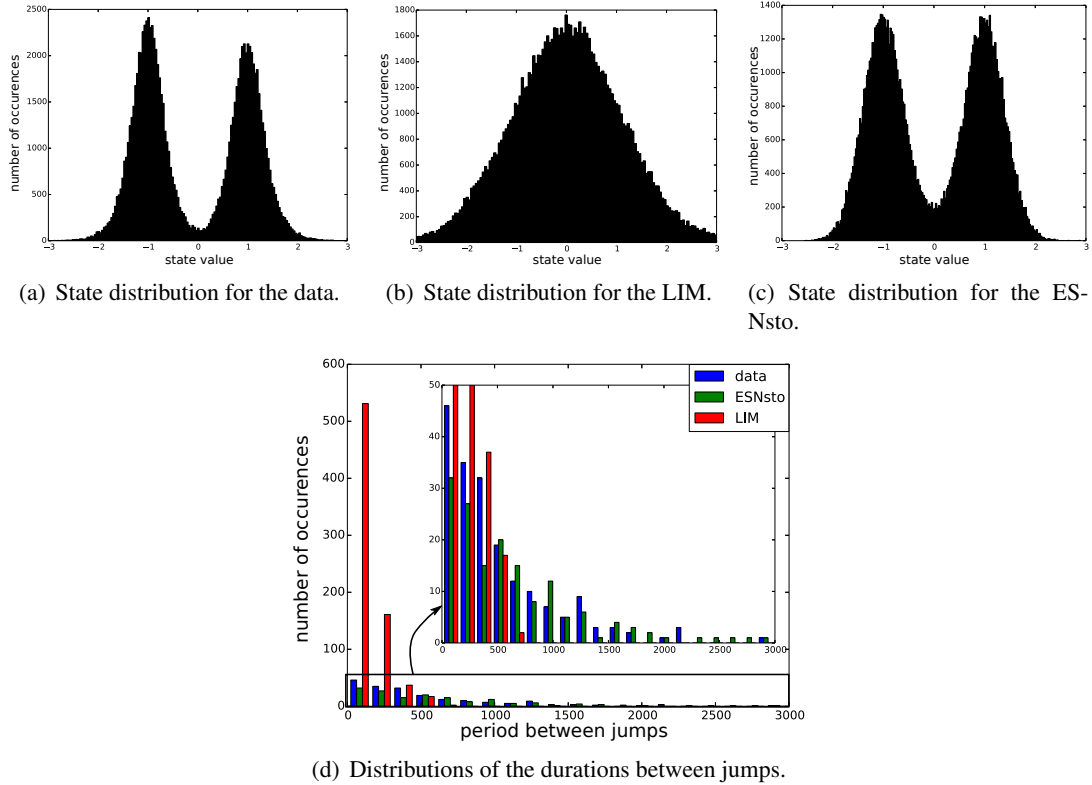 2500
2000
1500
1000
500
0
number of occurences
−3 −2 −1 0 1 2 3
state value
(a) State distribution for the data.
1800
1600
1400
1200
1000
800
600
400
200
0
number of occurences
−3 −2 −1 0 1 2 3
state value
(b) State distribution for the LIM.
1400
1200
1000
800
600
400
200
0
number of occurences
−3 −2 −1 0 1 2 3
state value
(c) State distribution for the ES-
Nsto.
600
500
400
300
200
100
0
number of occurences
50
40
30
20
10
0
0 500 1000 1500 2000 2500 3000
data
ESNsto
LIM
0 500 1000 1500 2000 2500 3000
period between jumps
(d) Distributions of the durations between jumps.